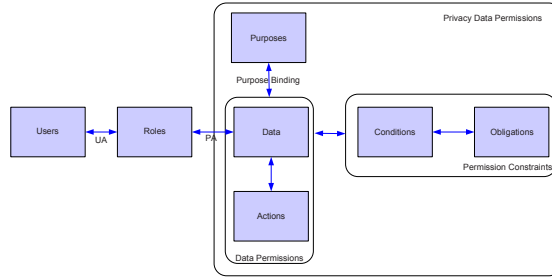 Privacy Data Permissions
Purposes
Purpose Binding
Users
UA
Roles
PA
Data
Conditions
Obligations
Permission Constraints
Actions
Data Permissions